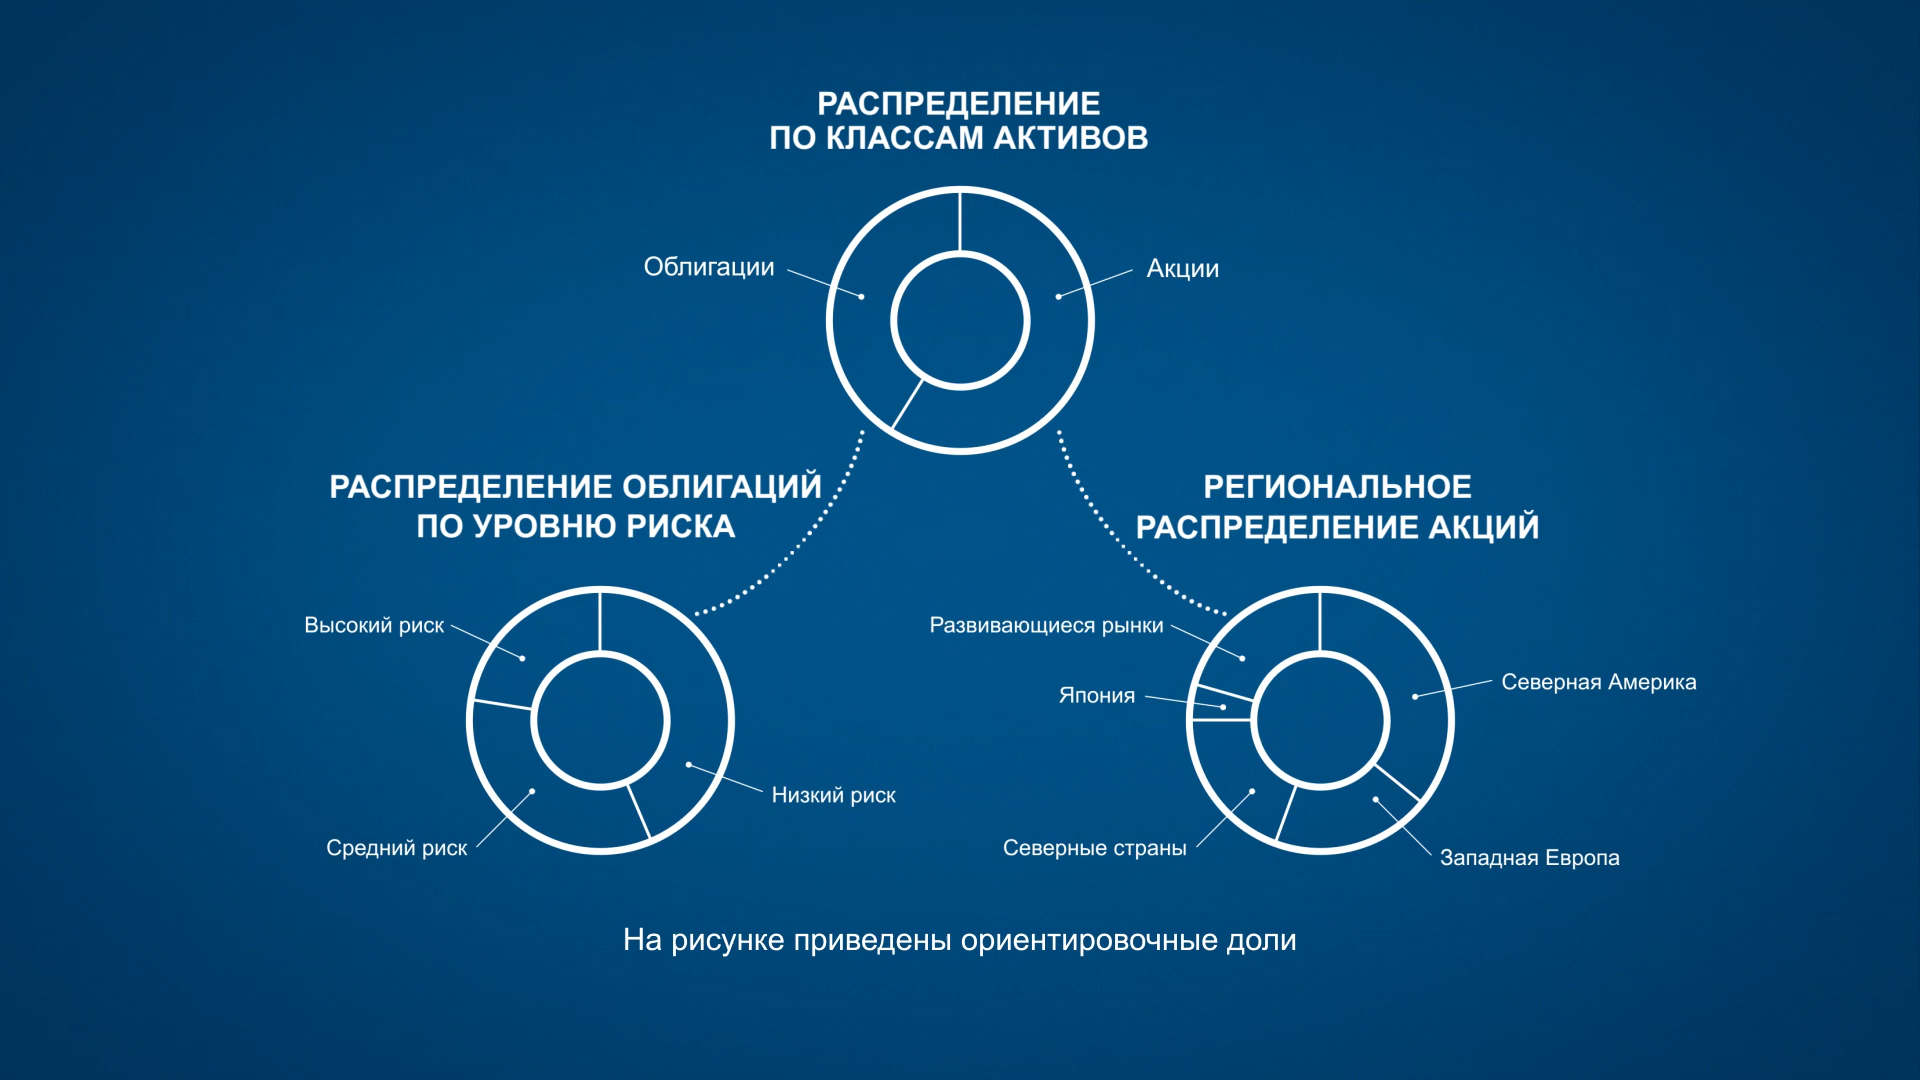 РАСПРЕДЕЛЕНИЕ
ПО КЛАССАМ АКТИВОВ
Облигации
Акции
РАСПРЕДЕЛЕНИЕ ОБЛИГАЦИЙ
ПО УРОВНЮ РИСКА
Высокий риск
Низкий риск
Средний риск
РЕГИОНАЛЬНОЕ
РАСПРЕДЕЛЕНИЕ АКЦИЙ
Развивающиеся рынки
Северная Америка
Япония
Северные страны
Западная Европа
На рисунке приведены ориентировочные доли